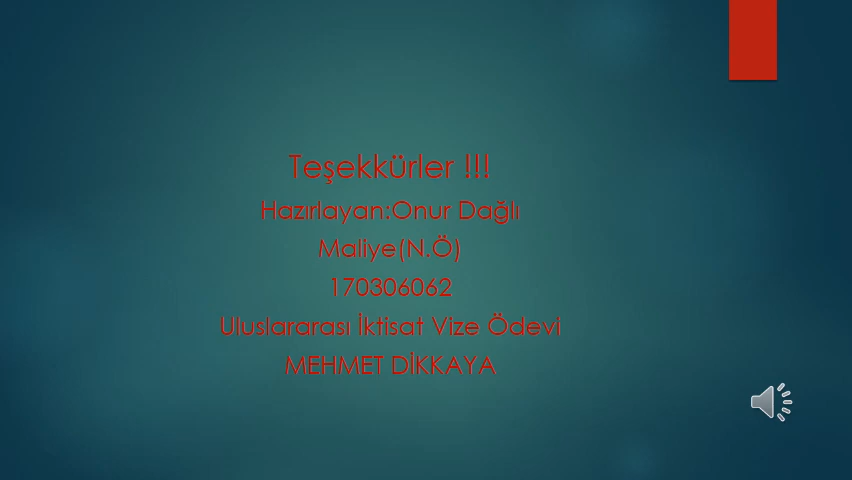 Teşekkürler !!!
Hazırlayan:Onur Dağlı
Maliye(N.Ö)
170306062
Uluslararası İktisat Vize Ödevi
MEHMET DİKKAYA